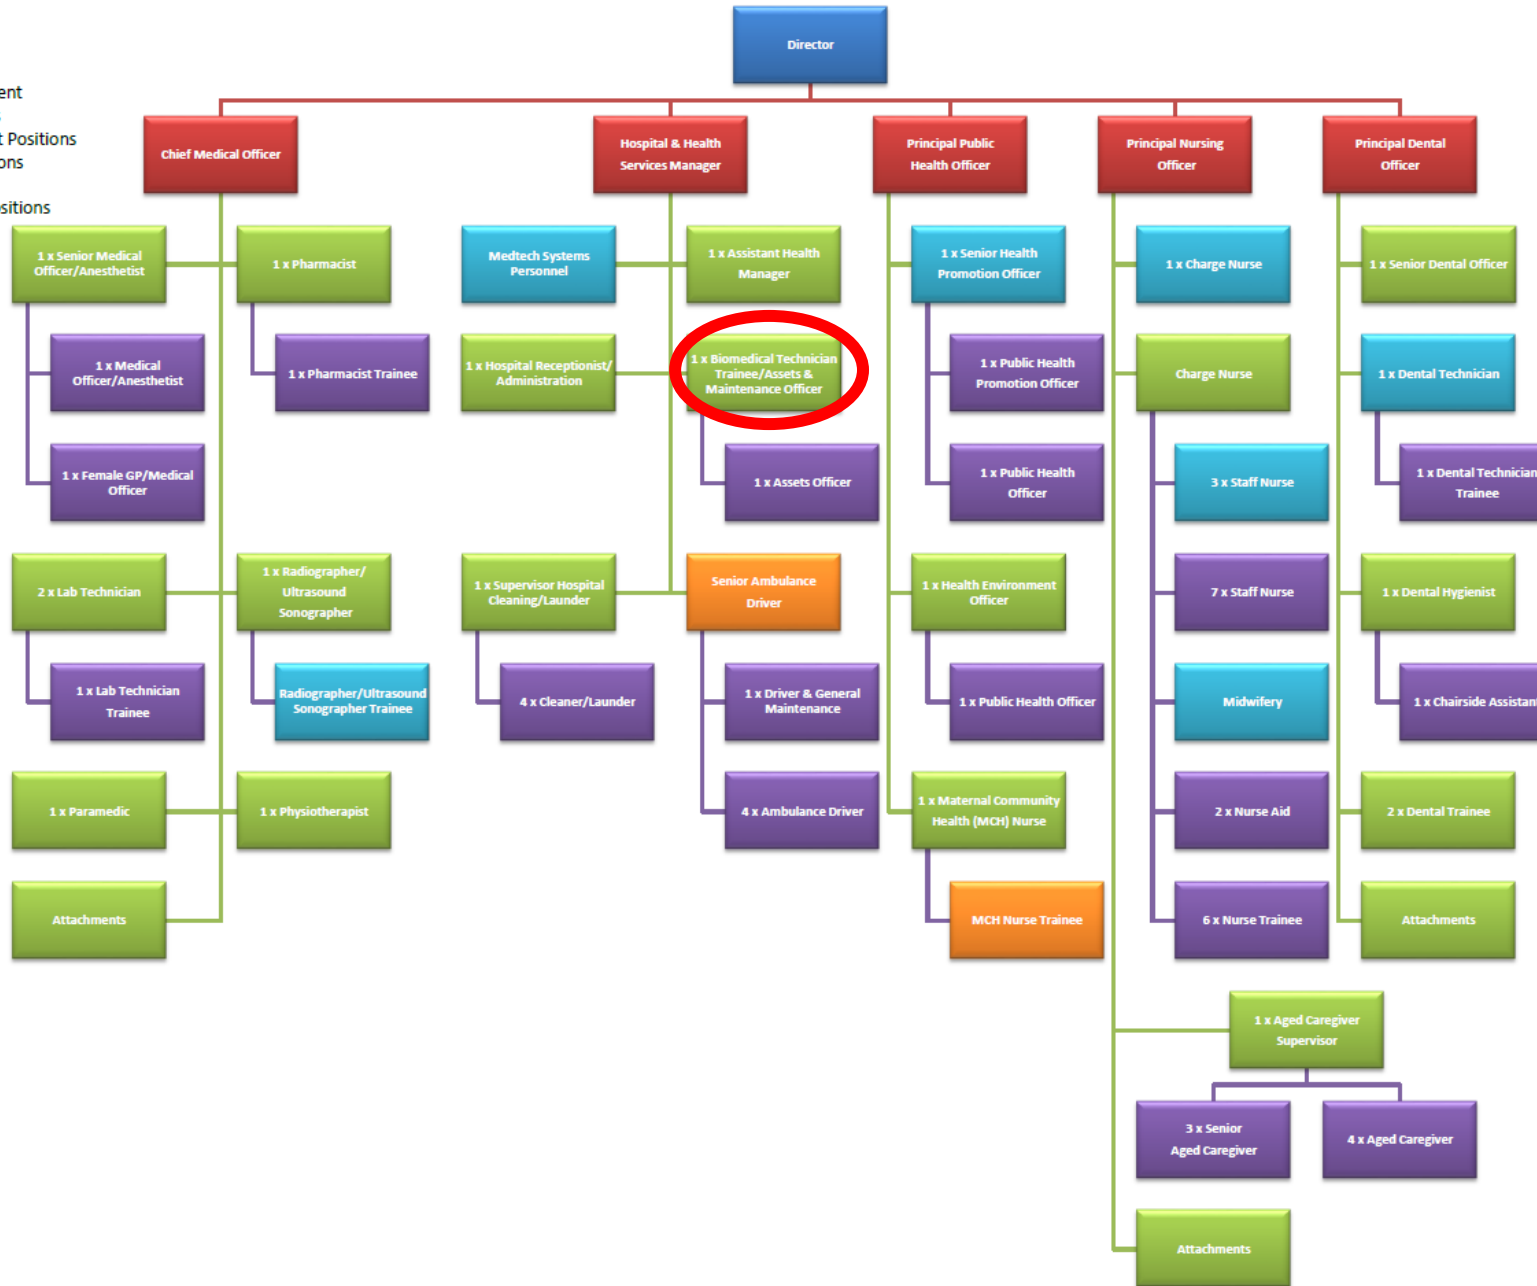 Director
ent
s
t Positions
ons
sitions
Chief Medical Officer
Hospital & Health
Services Manager
Principal Public
Health Officer
Principal Nursing
Officer
Principal Dental
Officer
1 x Senior Medical
Officer/Anesthetist
1 x Pharmacist
Medtech Systems
Personnel
1 x Assistant Health
Manager
1 x Senior Health
Promotion Officer
1 x Charge Nurse
1 x Senior Dental Officer
1 x Medical
Officer/Anesthetist
1 x Pharmacist Trainee
1 x Hospital Receptionist/
Administration
1 x Biomedical Technician
Trainee/Assets &
Maintenance Officer
1 x Public Health
Promotion Officer
Charge Nurse
1 x Dental Technician
1 x Female GP/Medical
Officer
1 x Assets Officer
1 x Public Health
Officer
3 x Staff Nurse
1 x Dental Technician
Trainee
2 x Lab Technician
1 x Radiographer/
Ultrasound
Sonographer
1 x Supervisor Hospital
Cleaning/Launder
Senior Ambulance
Driver
1 x Health Environment
Officer
7 x Staff Nurse
1 x Dental Hygienist
1 x Lab Technician
Trainee
Radiographer/Ultrasound
Sonographer Trainee
4 x Cleaner/Launder
1 x Driver & General
Maintenance
1 x Public Health Officer
Midwifery
1 x Chairside Assistant
1 x Paramedic
1 x Physiotherapist
4 x Ambulance Driver
1 x Maternal Community
Health (MCH) Nurse
2 x Nurse Aid
2 x Dental Trainee
Attachments
MCH Nurse Trainee
6 x Nurse Trainee
Attachments
1 x Aged Caregiver
Supervisor
3 x Senior
Aged Caregiver
4 x Aged Caregiver
Attachments